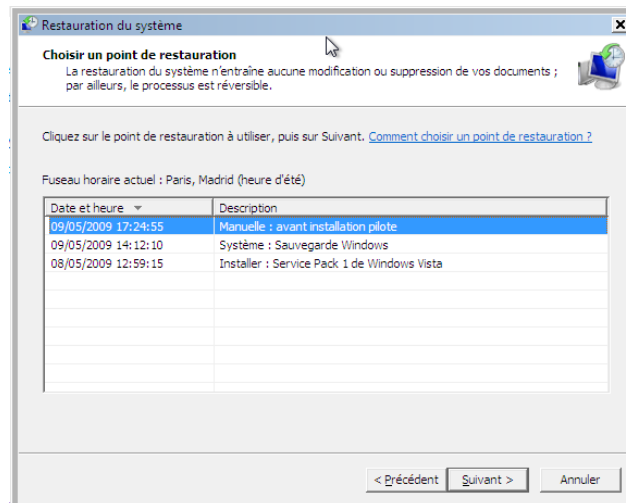 Restauration du système
Choisir un point de restauration
La restauration du système n'entraîne aucune modification ou suppression de vos documents ;
par ailleurs, le processus est réversible.
Cliquez sur le point de restauration à utiliser, puis sur Suivant. Comment choisir un point de restauration ?
Fuseau horaire actuel : Paris, Madrid (heure d'été)
Date et heure Description
09/05/2009 17:24:55 Manuelle : avant installation pilote
09/05/2009 14:12:10 Système : Sauvegarde Windows
08/05/2009 12:59:15 Installer : Service Pack 1 de Windows Vista
< Précédent Suivant > Annuler